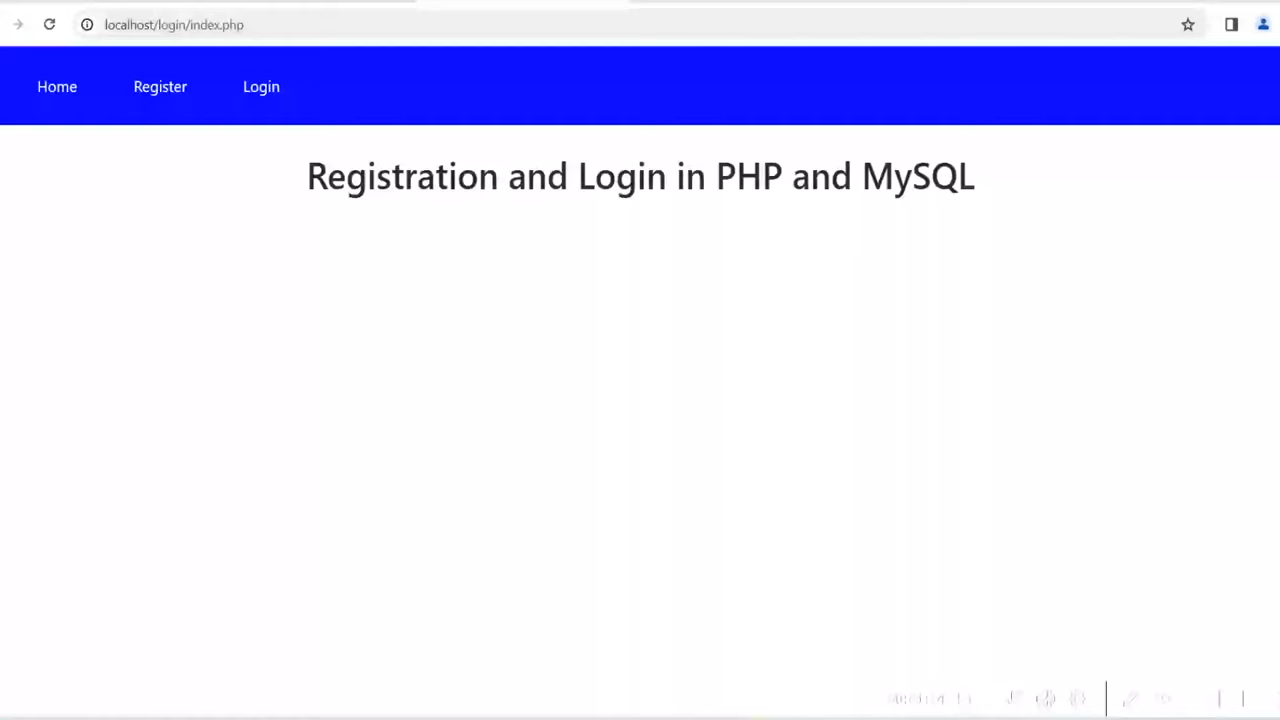 localhost/login/index.php
Home Register Login
Registration and Login in PHP and MySQL